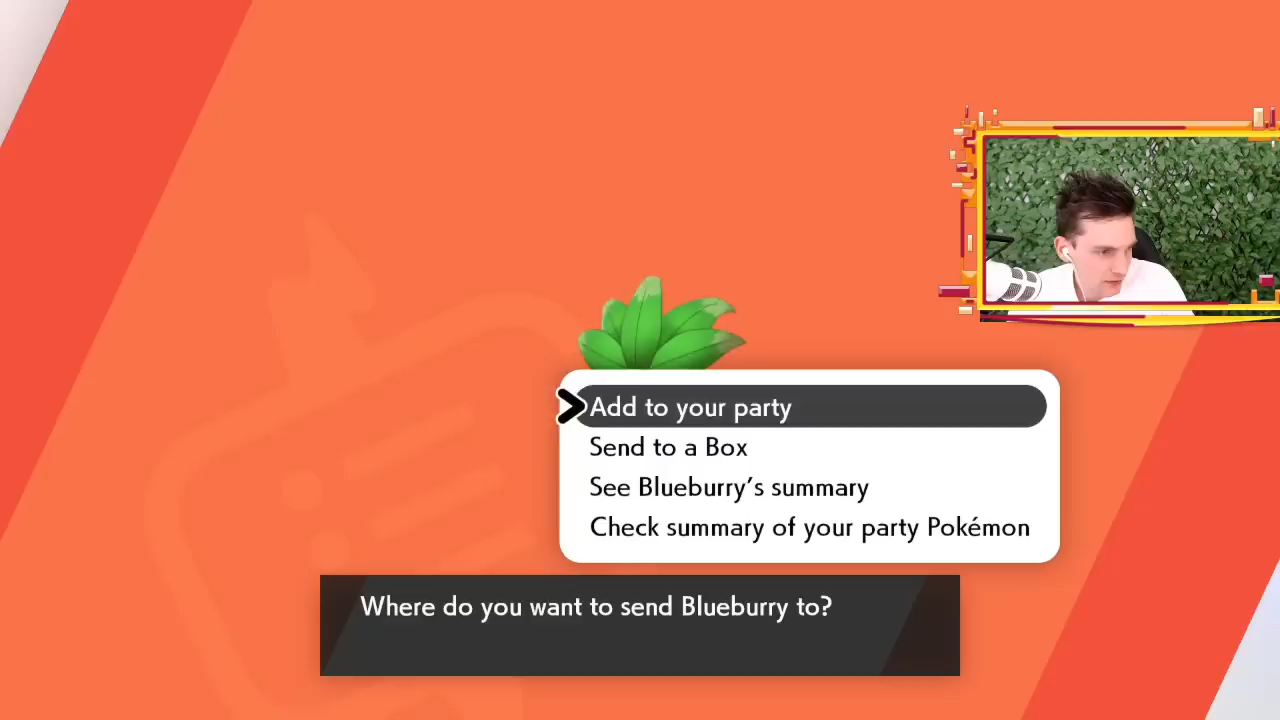 Add to your party
Send to a Box
See Blueburry's summary
Check summary of your party Pokémon
Where do you want to send Blueburry to?